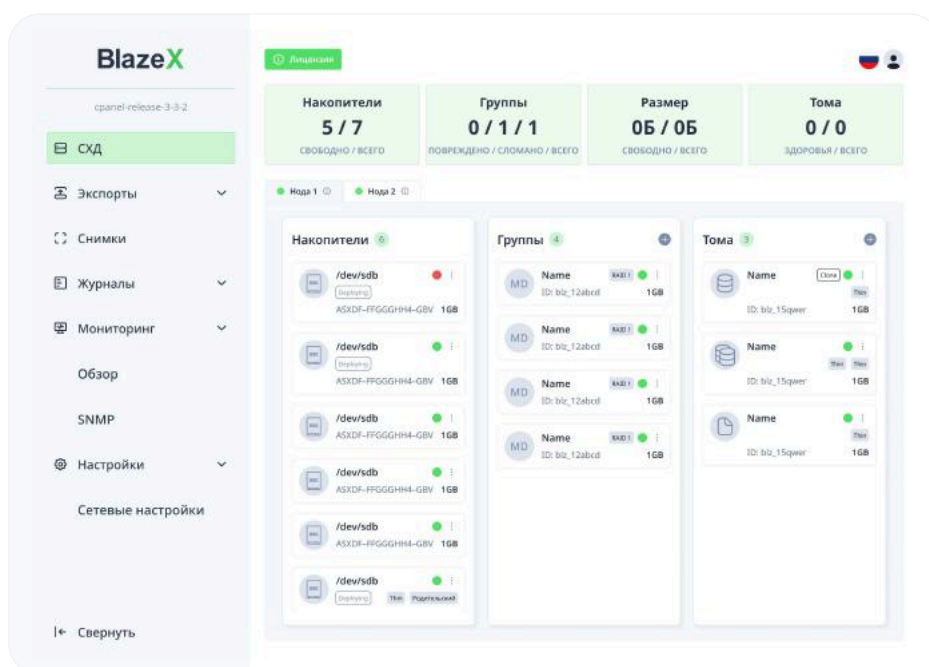 BlazeX
cpanel-release-3-3-2
СХД
Экспорты
Снимки
Журналы
Мониторинг
Обзор
SNMP
Настройки
Сетевые настройки
Свернуть
Лицензия
Накопители
5 / 7
СВОБОДНО / ВСЕГО
Группы
0 / 1 / 1
ПОВРЕЖДЕНО / СЛОМАНО / ВСЕГО
Размер
0Б / 0Б
СВОБОДНО / ВСЕГО
Тома
0 / 0
ЗДОРОВЬЯ / ВСЕГО
Нода 1
Нода 2
Накопители 6
/dev/sdb
Deploying
ASXDF-FFGGGHH4-GBV 1GB
/dev/sdb
Deploying
ASXDF-FFGGGHH4-GBV 1GB
/dev/sdb
ASXDF-FFGGGHH4-GBV 1GB
/dev/sdb
ASXDF-FFGGGHH4-GBV 1GB
/dev/sdb
ASXDF-FFGGGHH4-GBV 1GB
/dev/sdb
Deploying Thin Родительский
Группы 4
MD Name RAID 1
ID: blz_12abcd 1GB
MD Name RAID 1
ID: blz_12abcd 1GB
MD Name RAID 1
ID: blz_12abcd 1GB
MD Name RAID 1
ID: blz_12abcd 1GB
Тома 3
Name Clone
Thin
ID: blz_15qwer 1GB
Name
Thin Thin
ID: blz_15qwer 1GB
Name
Thin
ID: blz_15qwer 1GB